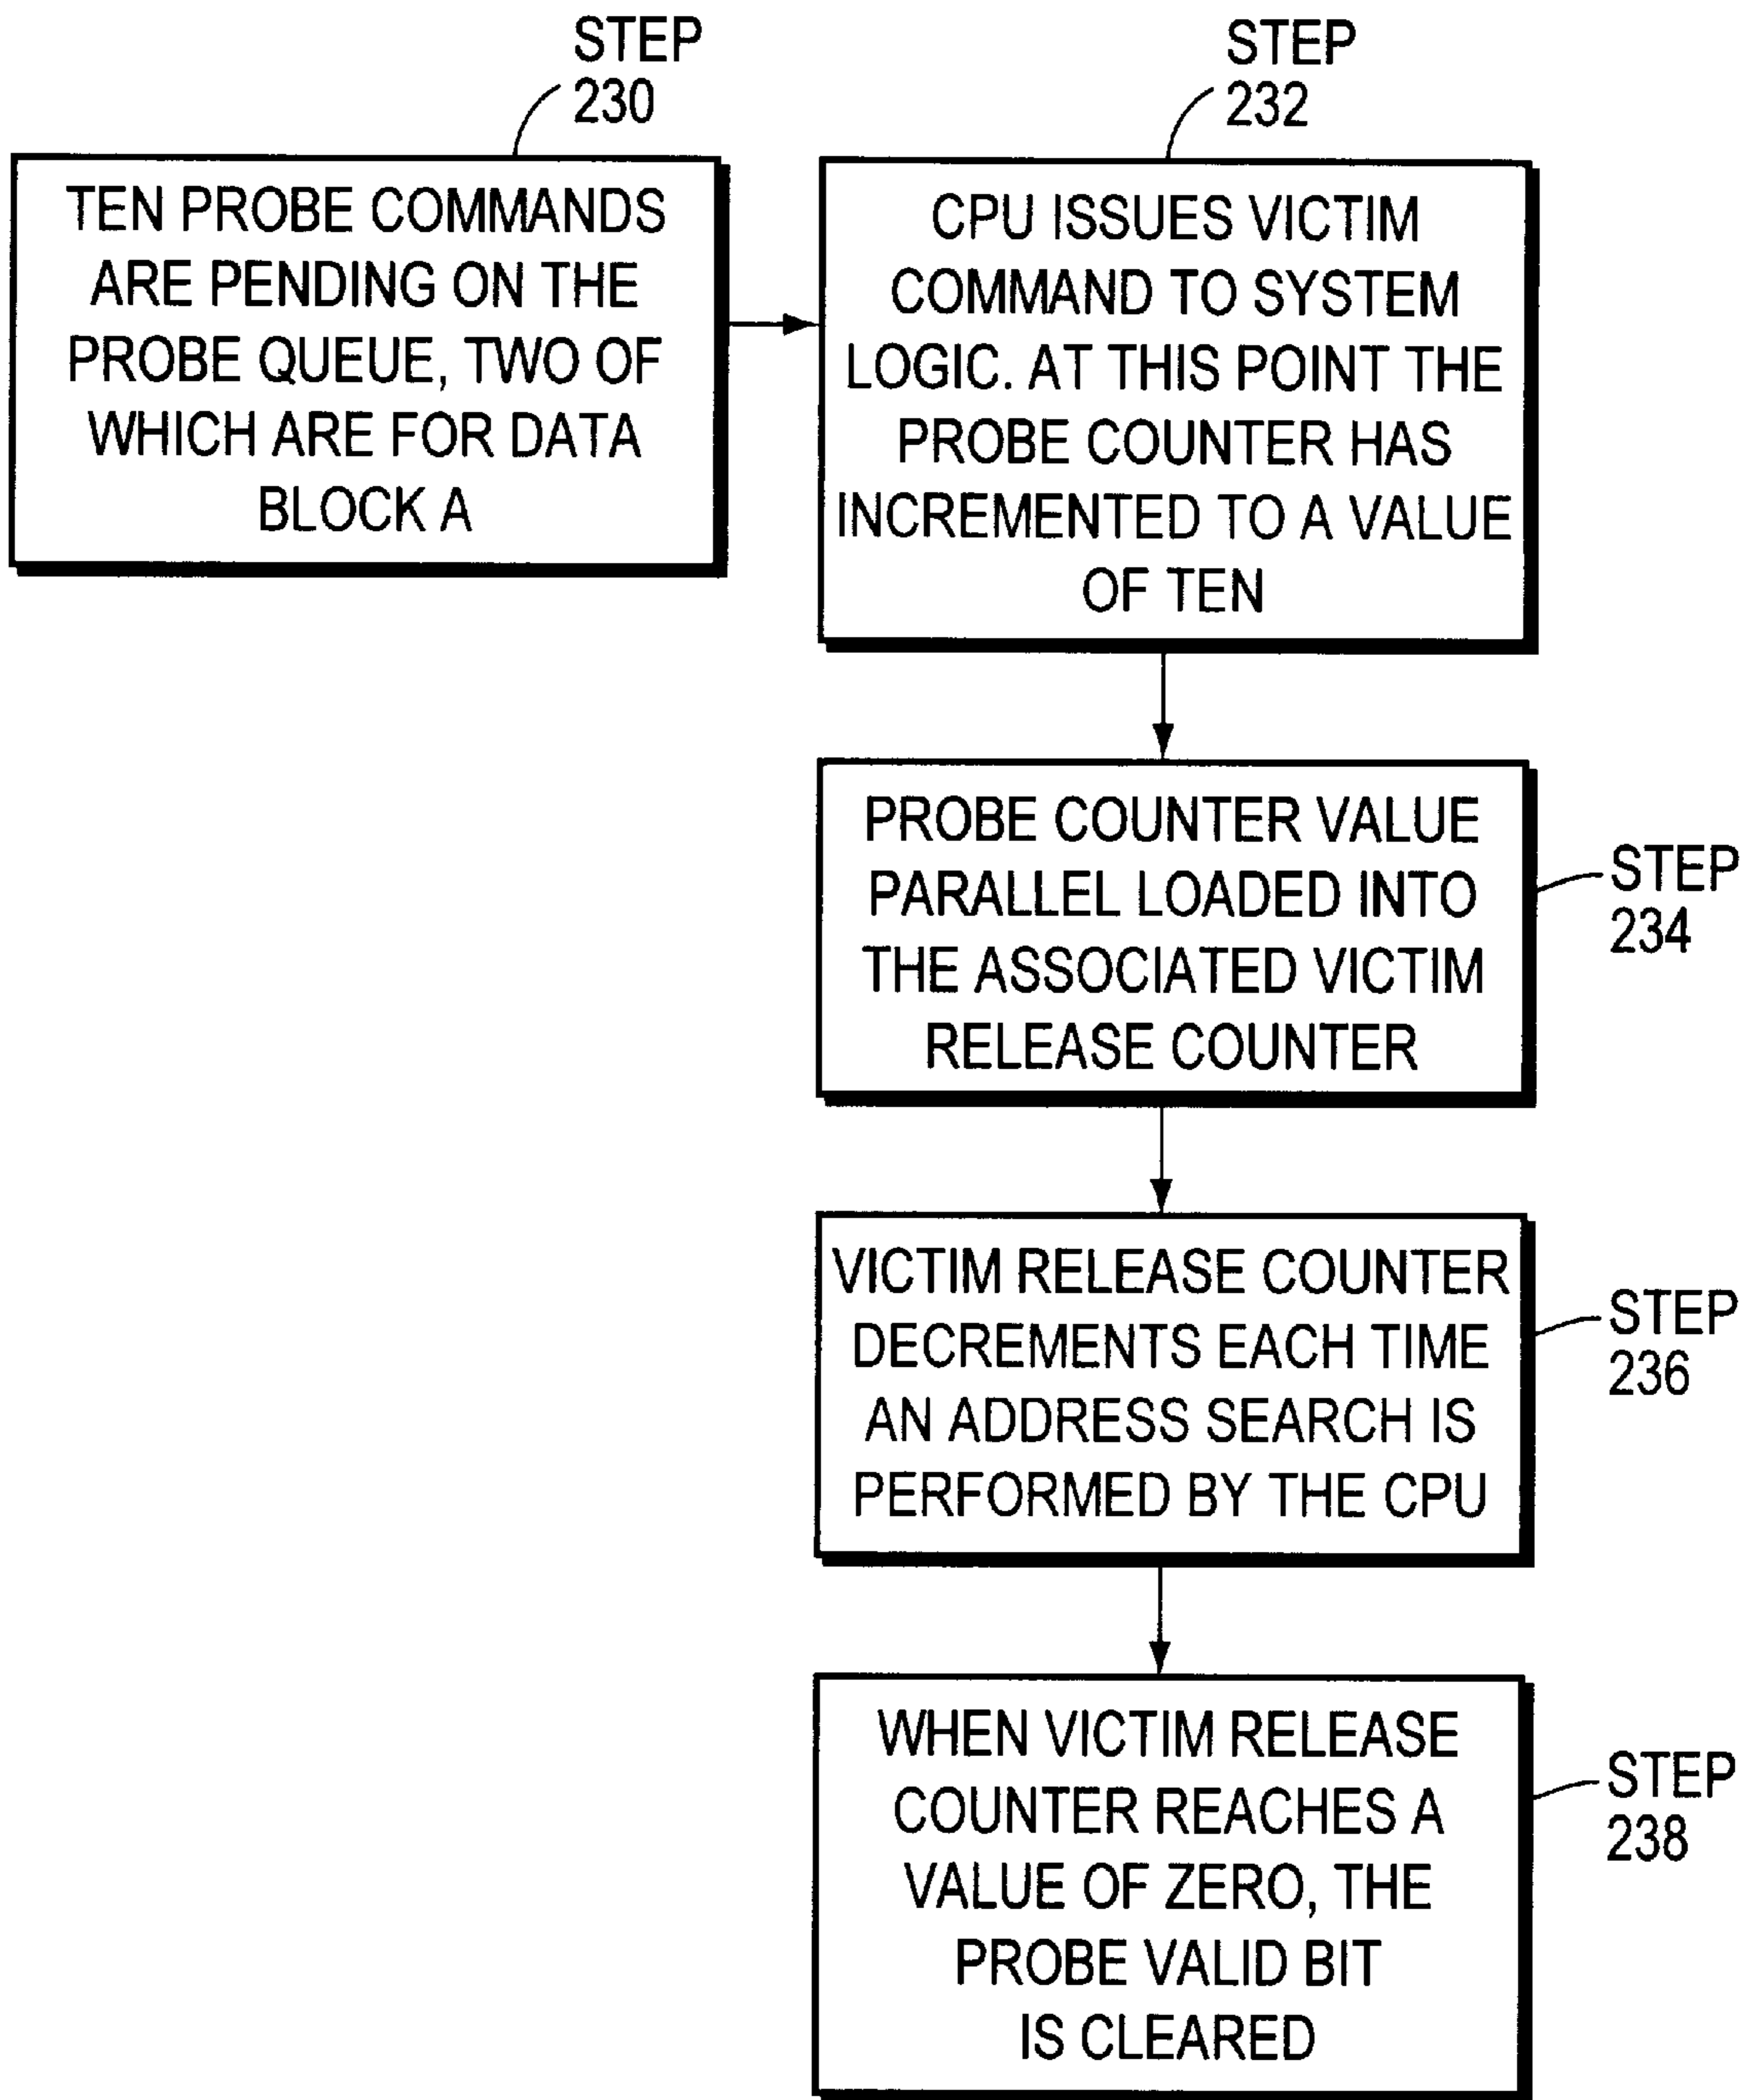 STEP
230
TEN PROBE COMMANDS
ARE PENDING ON THE
PROBE QUEUE, TWO OF
WHICH ARE FOR DATA
BLOCK A
STEP
232
CPU ISSUES VICTIM
COMMAND TO SYSTEM
LOGIC. AT THIS POINT THE
PROBE COUNTER HAS
INCREMENTED TO A VALUE
OF TEN
PROBE COUNTER VALUE
PARALLEL LOADED INTO
THE ASSOCIATED VICTIM
RELEASE COUNTER
STEP
234
VICTIM RELEASE COUNTER
DECREMENTS EACH TIME
AN ADDRESS SEARCH IS
PERFORMED BY THE CPU
STEP
236
WHEN VICTIM RELEASE
COUNTER REACHES A
VALUE OF ZERO, THE
PROBE VALID BIT
IS CLEARED
STEP
238